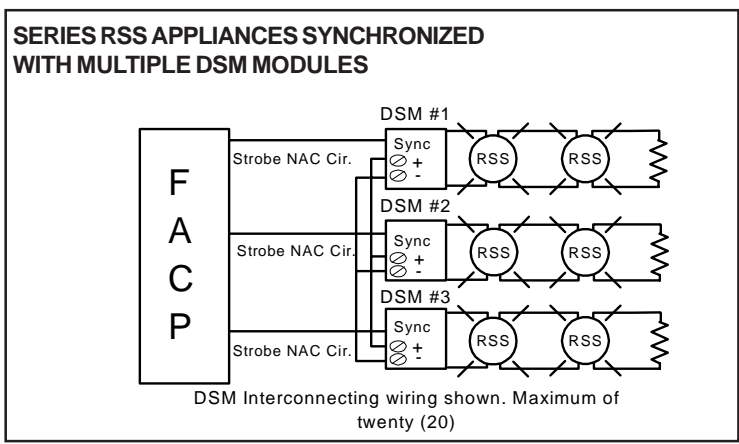 SERIES RSS APPLIANCES SYNCHRONIZED
WITH MULTIPLE DSM MODULES
DSM #1
Sync
Strobe NAC Cir.
+
-
RSS
RSS
F
A
C
P
DSM #2
Sync
Strobe NAC Cir.
+
-
RSS
RSS
DSM #3
Sync
Strobe NAC Cir.
+
-
RSS
RSS
DSM Interconnecting wiring shown. Maximum of
twenty (20)